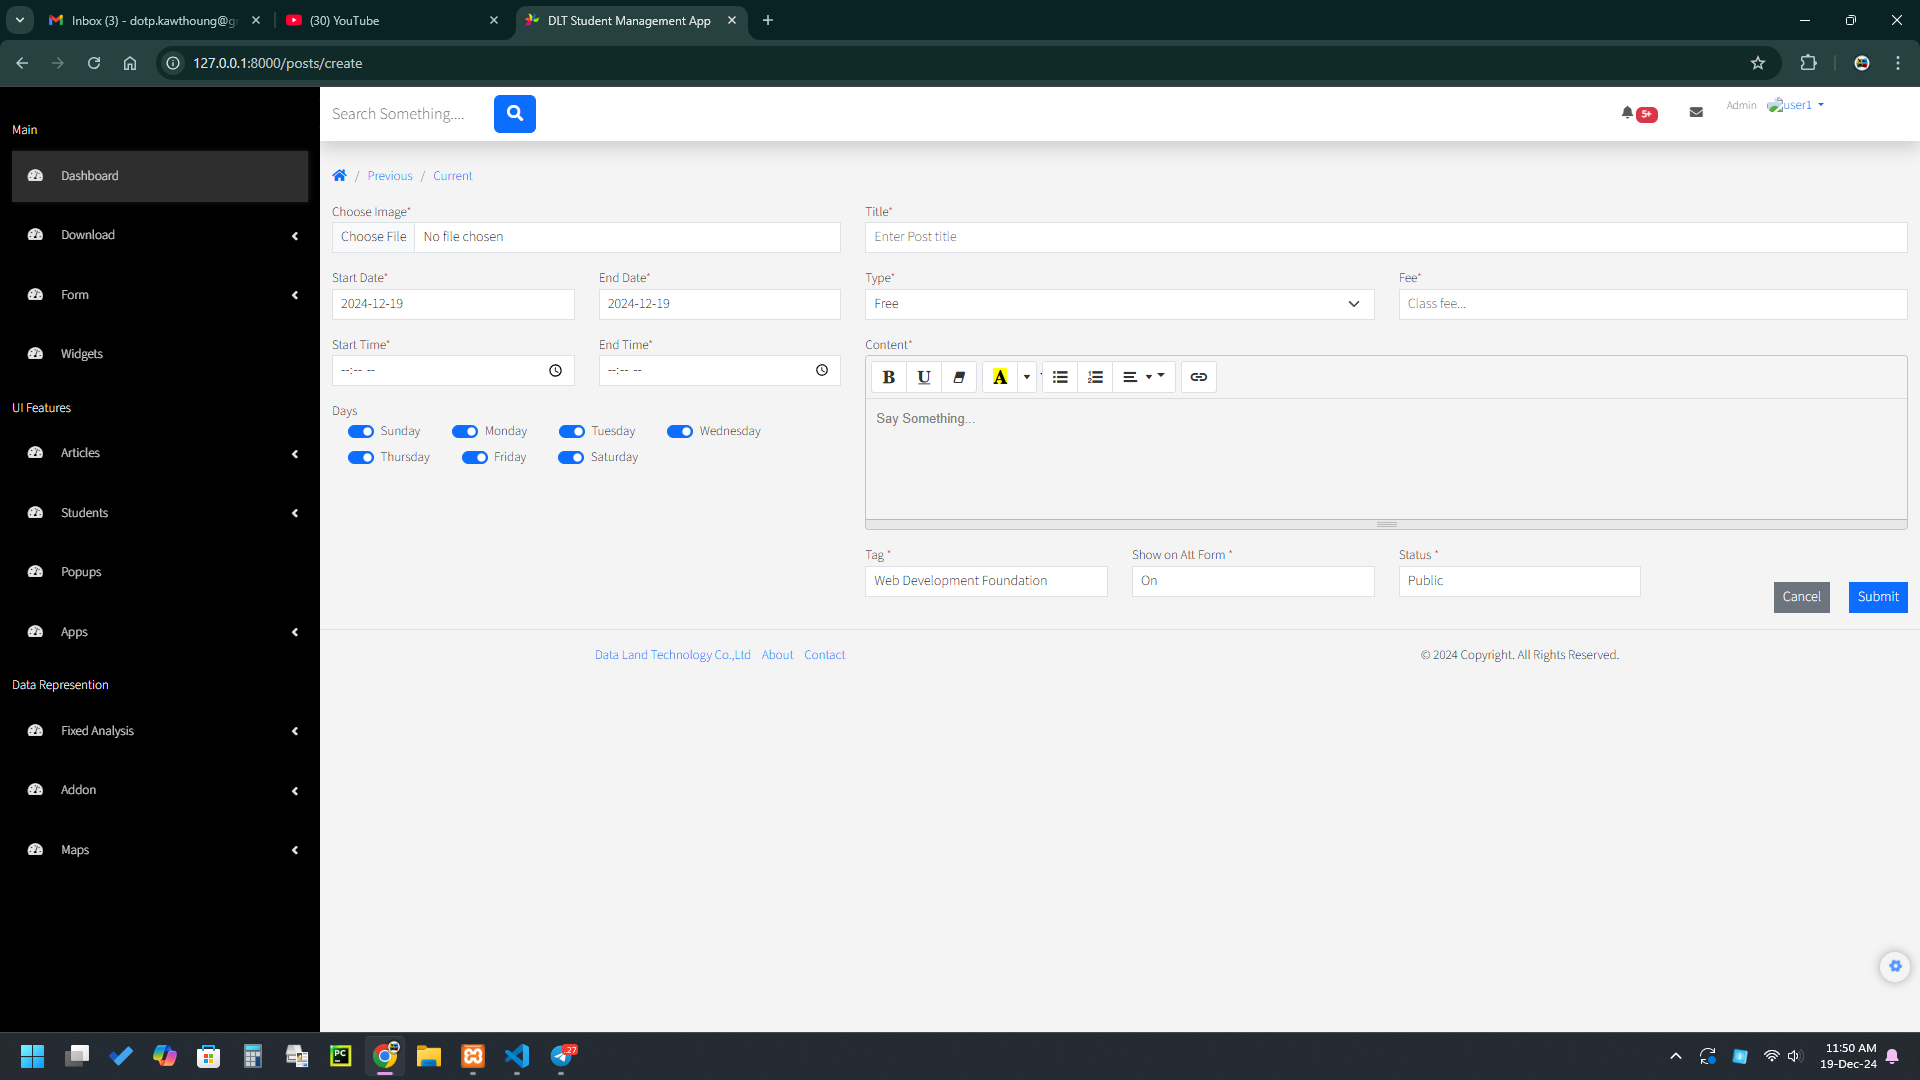 Inbox (3) - dotp.kawthoung@g
(30) YouTube
DLT Student Management App
127.0.0.1:8000/posts/create
Search Something....
5+
Admin
user1
Main
Dashboard
Download
Form
Widgets
UI Features
Articles
Students
Popups
Apps
Data Represention
Fixed Analysis
Addon
Maps
/ Previous / Current
Choose Image*
Choose File No file chosen
Title*
Enter Post title
Start Date*
2024-12-19
End Date*
2024-12-19
Type*
Free
Fee*
Class fee...
Start Time*
--:-- --
End Time*
--:-- --
Content*
B U A
Say Something...
Days
Sunday Monday Tuesday Wednesday
Thursday Friday Saturday
Tag *
Web Development Foundation
Show on Att Form *
On
Status *
Public
Cancel
Submit
Data Land Technology Co.,Ltd About Contact
© 2024 Copyright. All Rights Reserved.
PC
27
11:50 AM
19-Dec-24